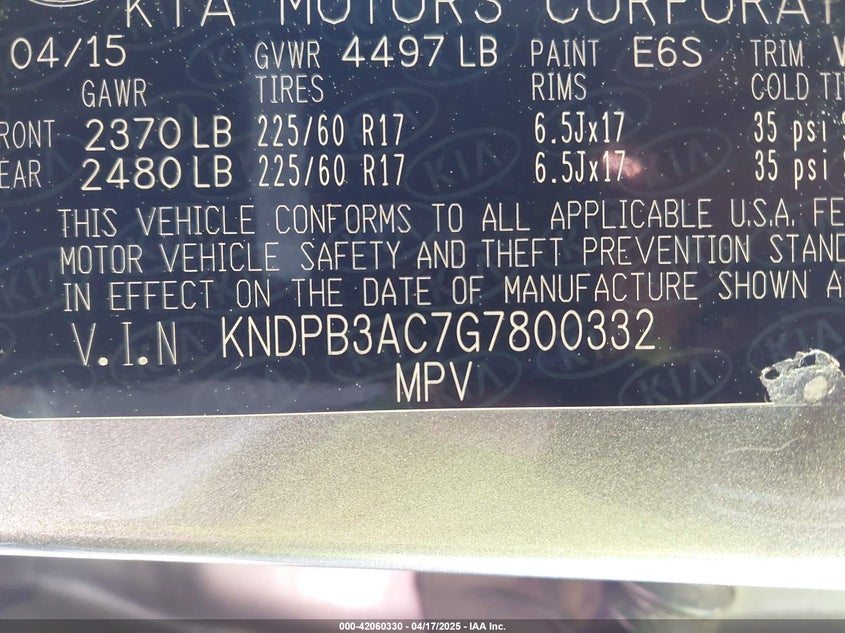 KIA MOTORS CORPORAT
04/15 GVWR 4497 LB PAINT E6S TRIM
GAWR TIRES RIMS COLD TI
RONT 2370 LB 225/60 R17 6.5Jx17 35 psi
EAR 2480 LB 225/60 R17 6.5Jx17 35 psi
THIS VEHICLE CONFORMS TO ALL APPLICABLE U.S.A. FE
MOTOR VEHICLE SAFETY AND THEFT PREVENTION STAND
IN EFFECT ON THE DATE OF MANUFACTURE SHOWN A
V.I.N KNDPB3AC7G7800332
MPV
000-42060330 - 04/17/2025 - IAA Inc.